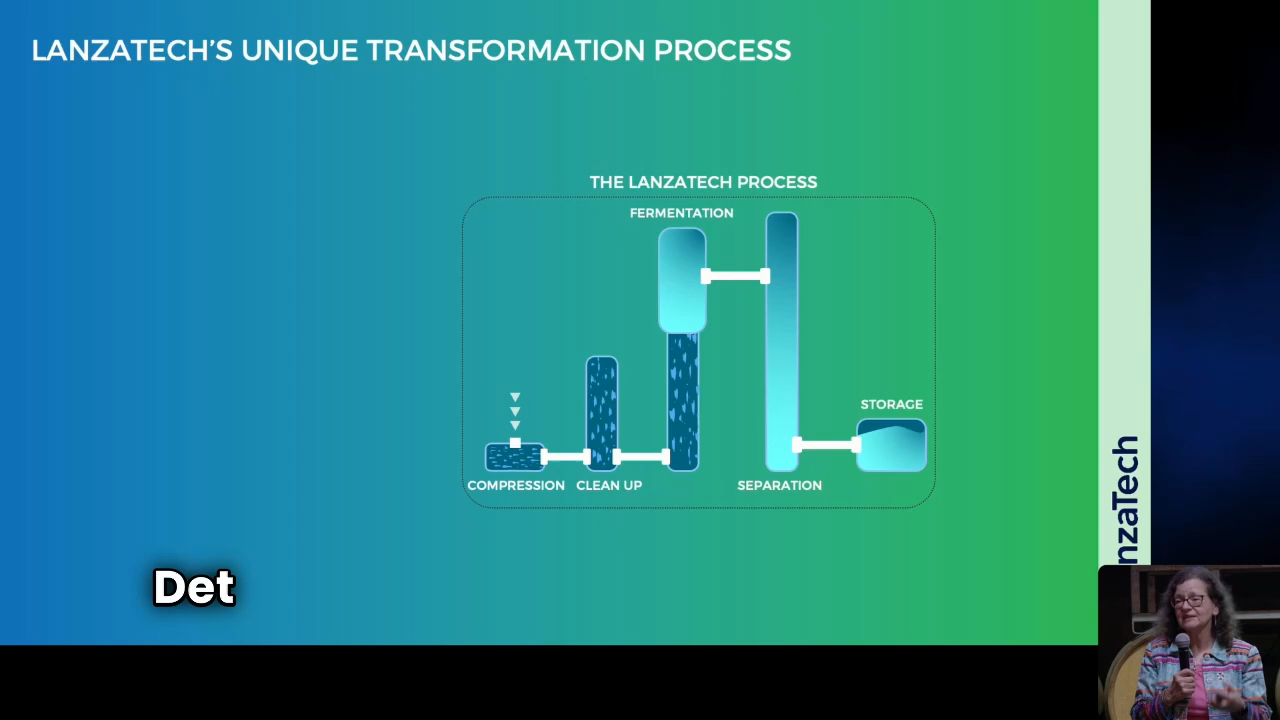 LANZATECH'S UNIQUE TRANSFORMATION PROCESS
THE LANZATECH PROCESS
FERMENTATION
STORAGE
COMPRESSION CLEAN UP
SEPARATION
nzaTech
Det